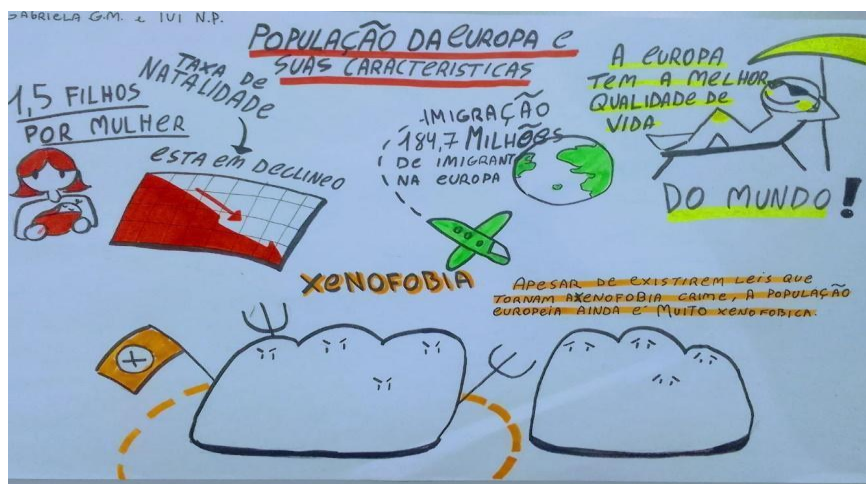 GABRIELA G.M. e IVI N.P.
POPULAÇÃO DA EUROPA E
SUAS CARACTERISTICAS
1,5 FILHOS
POR MULHER
TAXA DE
NATALIDADE
ESTA EM DECLINEO
IMIGRAÇÃO
184,7 MILHÕES
DE IMIGRANTES
NA EUROPA
A EUROPA
TEM A MELHOR
QUALIDADE DE
VIDA
DO MUNDO!
XENOFOBIA
APESAR DE EXISTIREM LEIS QUE
TORNAM A XENOFOBIA CRIME, A POPULAÇÃO
EUROPEIA AINDA É MUITO XENOFOBICA.